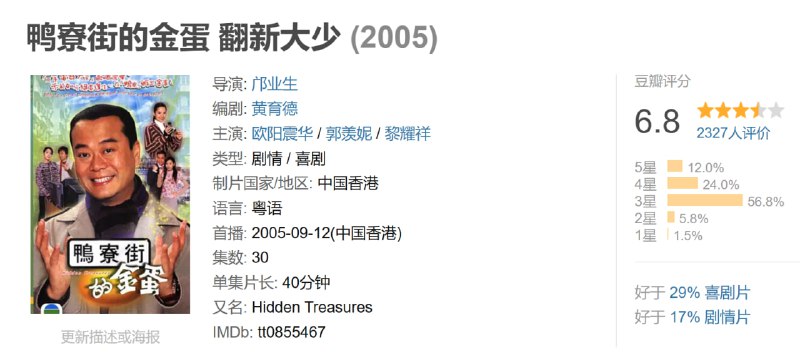 鸭寮街的金蛋 翻新大少 (2005)
鴨寮街
的金蛋
更新描述或海报
导演: 邝业生
编剧: 黄育德
主演: 欧阳震华 / 郭羡妮 / 黎耀祥
类型: 剧情 / 喜剧
制片国家/地区: 中国香港
语言: 粤语
首播: 2005-09-12(中国香港)
集数: 30
单集片长: 40分钟
又名: Hidden Treasures
IMDb: tt0855467
豆瓣评分
6.8
2327人评价
5星 12.0%
4星 24.0%
3星 56.8%
2星 5.8%
1星 1.5%
好于 29% 喜剧片
好于 17% 剧情片